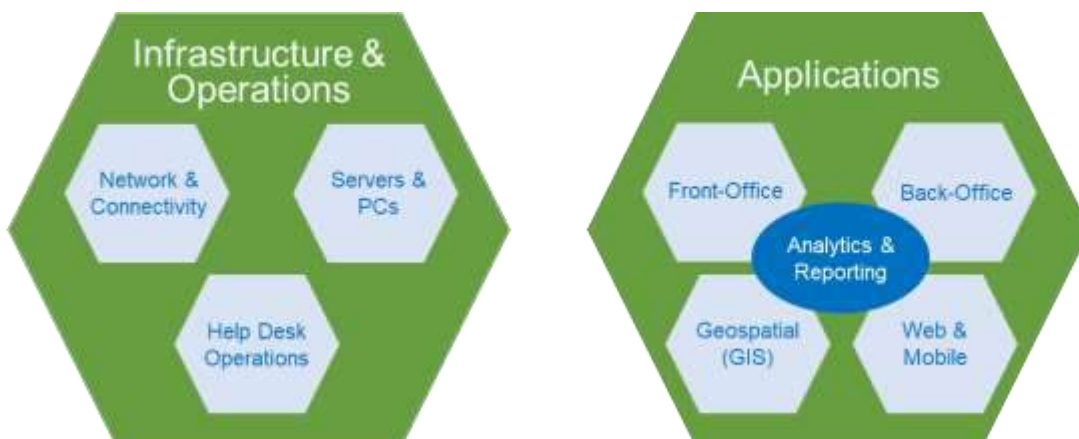 Infrastructure &
Operations
Network &
Connectivity
Servers &
PCs
Help Desk
Operations
Applications
Front-Office
Back-Office
Analytics &
Reporting
Geospatial
(GIS)
Web &
Mobile